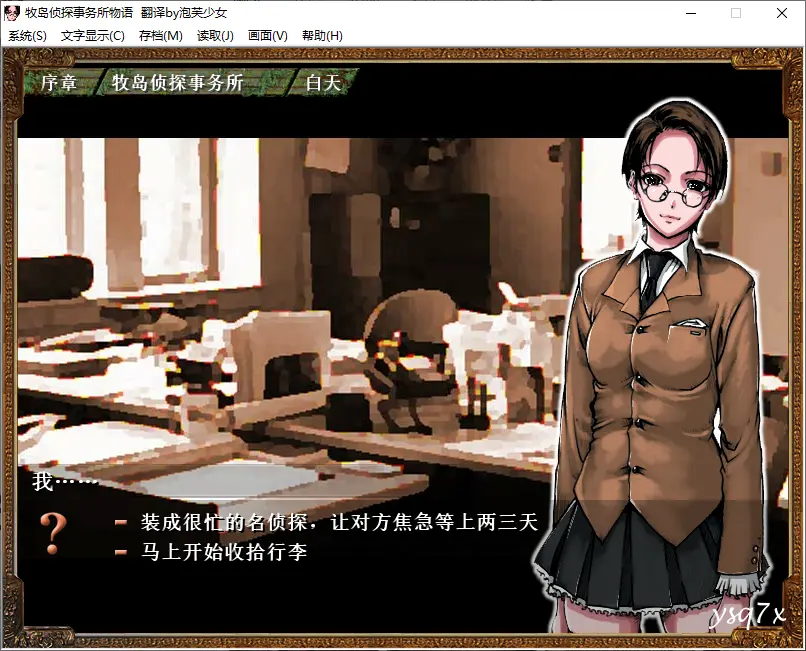 牧岛侦探事务所物语 翻译by泡芙少女
系统(S) 文字显示(C) 存档(M) 读取(J) 画面(V) 帮助(H)
序章 牧岛侦探事务所 白天
我……
装成很忙的名侦探，让对方焦急等上两三天
马上开始收拾行李
ysq7x